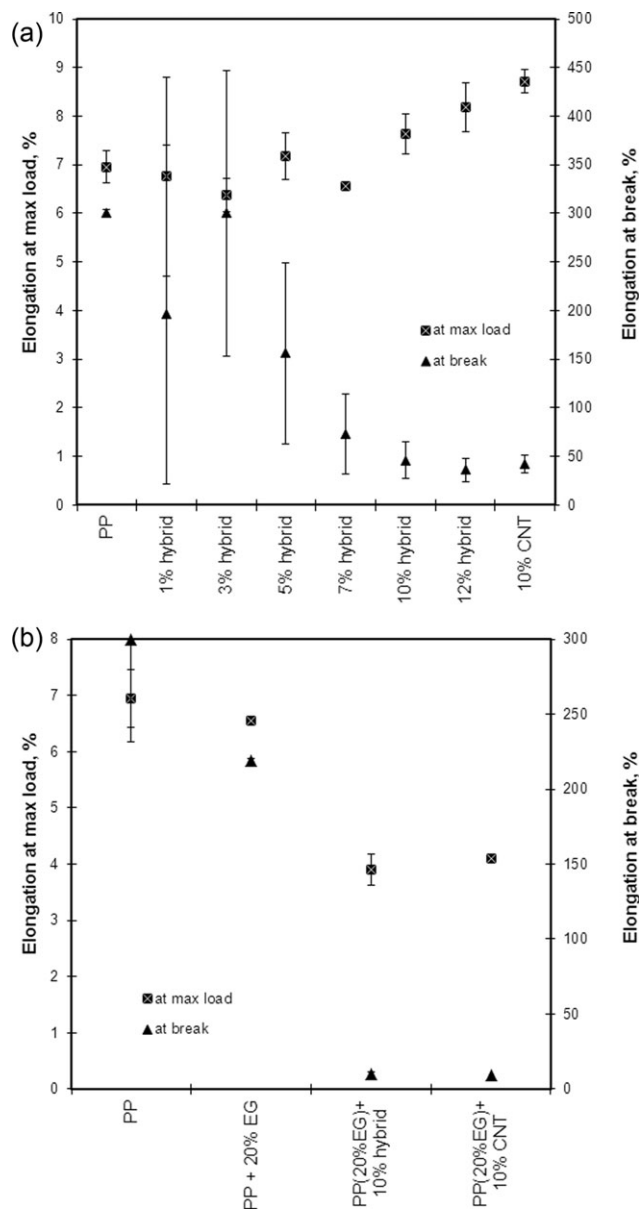 (a)
10
9
8
7
6
5
4
3
2
1
0
Elongation at max load, %
500
450
400
350
300
250
200
150
100
50
0
Elongation at break, %
at max load
at break
PP
1% hybrid
3% hybrid
5% hybrid
7% hybrid
10% hybrid
12% hybrid
10% CNT
(b)
8
7
6
5
4
3
2
1
0
Elongation at max load, %
300
250
200
150
100
50
0
Elongation at break, %
at max load
at break
PP
PP + 20% EG
PP(20%EG)+
10% hybrid
PP(20%EG)+
10% CNT